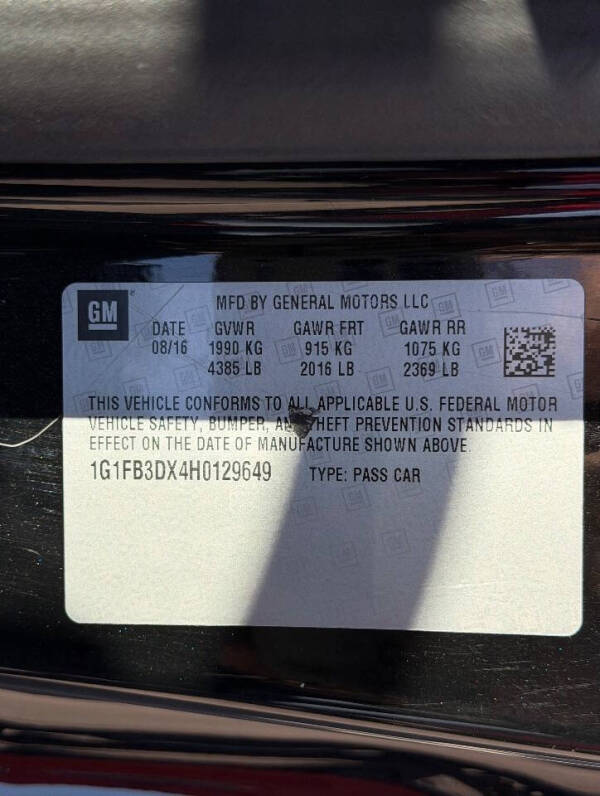 GM
MFD BY GENERAL MOTORS LLC
DATE GVWR GAWR FRT GAWR RR
08/16 1990 KG 915 KG 1075 KG
4385 LB 2016 LB 2369 LB
THIS VEHICLE CONFORMS TO ALL APPLICABLE U.S. FEDERAL MOTOR
VEHICLE SAFETY, BUMPER, AND THEFT PREVENTION STANDARDS IN
EFFECT ON THE DATE OF MANUFACTURE SHOWN ABOVE.
1G1FB3DX4H0129649 TYPE: PASS CAR